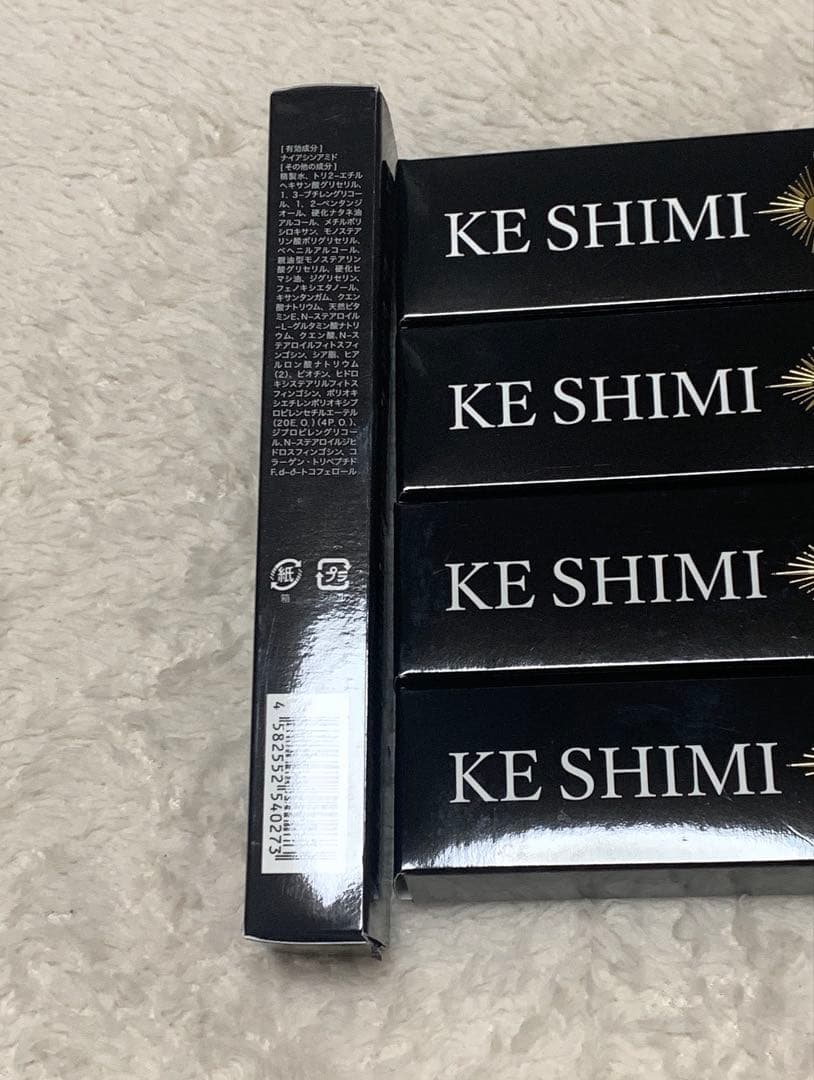 [有効成分]
ナイアシンアミド
[その他の成分]
精製水、トリ2-エチル
ヘキサン酸グリセリル、
1, 3-ブチレングリコー
ル、1, 2-ペンタンジ
オール、硬化ナタネ油
アルコール、メチルポリ
シロキサン、モノステア
リン酸ポリグリセリル、
ベヘニルアルコール、
親油型モノステアリン
酸グリセリル、硬化ヒ
マシ油、ジグリセリン、
フェノキシエタノール、
キサンタンガム、クエン
酸ナトリウム、天然ビタ
ミンE、N-ステアロイル
-L-グルタミン酸ナトリ
ウム、クエン酸、N-ス
テアロイルフィトスフィ
ンゴシン、シア脂、ヒア
ルロン酸ナトリウム
(2)、ビオチン、ヒドロ
キシステアリルフィトス
フィンゴシン、ポリオキ
シエチレンポリオキシプ
ロピレンセチルエーテル
(20E. O.)(4P. O.)、
ジプロピレングリコー
ル、N-ステアロイルジヒ
ドロスフィンゴシン、コ
ラーゲン・トリペプチド
F、d-δ-トコフェロール
紙 プラ
箱
4 582552 540273
KE SHIMI
KE SHIMI
KE SHIMI
KE SHIMI